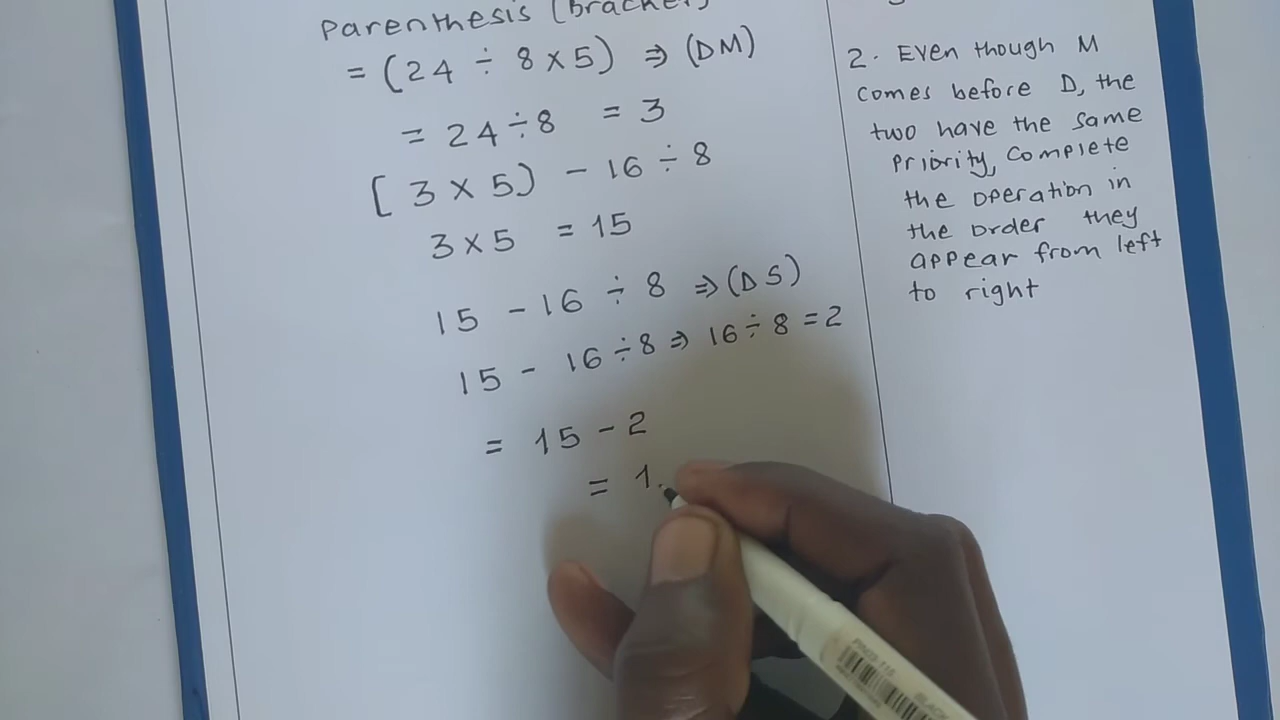 Parenthesis (Bracket)
= (24 ÷ 8 × 5) ⇒ (DM)
= 24 ÷ 8 = 3
[ 3 × 5) - 16 ÷ 8
3 × 5 = 15
15 - 16 ÷ 8 ⇒ (DS)
15 - 16 ÷ 8 ⇒ 16 ÷ 8 = 2
= 15 - 2
= 1
2. Even though M
comes before D, the
two have the same
Priority, complete
the operation in
the order they
appear from left
to right